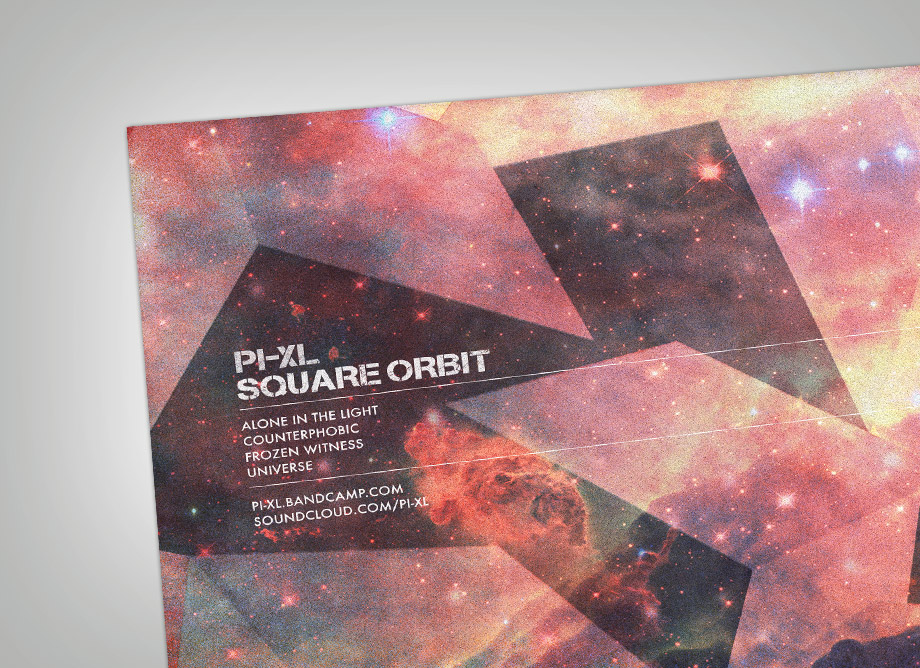 PI-XL
SQUARE ORBIT
ALONE IN THE LIGHT
COUNTERPHOBIC
FROZEN WITNESS
UNIVERSE
PI-XL.BANDCAMP.COM
SOUNDCLOUD.COM/PI-XL